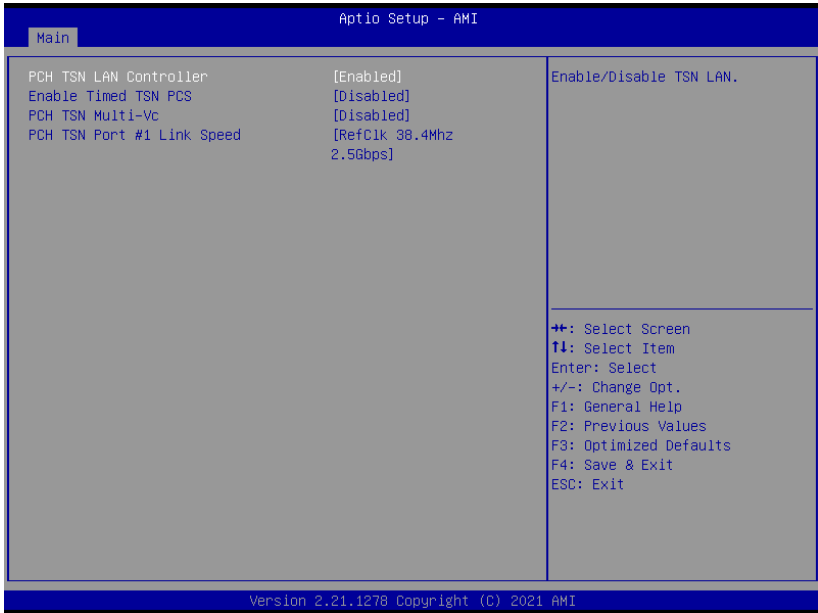 Aptio Setup – AMI
Main
PCH TSN LAN Controller [Enabled]
Enable Timed TSN PCS [Disabled]
PCH TSN Multi-Vc [Disabled]
PCH TSN Port #1 Link Speed [RefClk 38.4Mhz
2.5Gbps]
Enable/Disable TSN LAN.
→←: Select Screen
↑↓: Select Item
Enter: Select
+/-: Change Opt.
F1: General Help
F2: Previous Values
F3: Optimized Defaults
F4: Save & Exit
ESC: Exit
Version 2.21.1278 Copyright (C) 2021 AMI